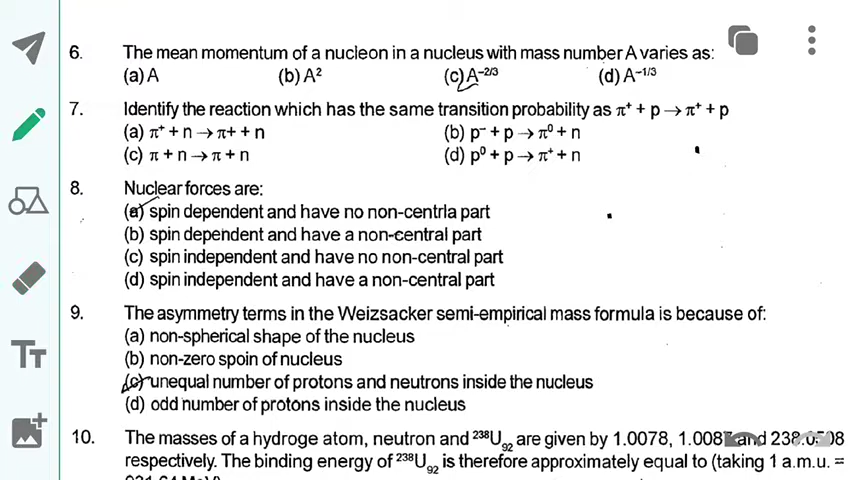 6. The mean momentum of a nucleon in a nucleus with mass number A varies as:
(a) A (b) A² (c) A⁻²/³ (d) A⁻¹/³
7. Identify the reaction which has the same transition probability as π⁺ + p → π⁺ + p
(a) π⁺ + n → π+ + n (b) p⁻ + p → π⁰ + n
(c) π + n → π + n (d) p⁰ + p → π⁺ + n
8. Nuclear forces are:
(a) spin dependent and have no non-centrla part
(b) spin dependent and have a non-central part
(c) spin independent and have no non-central part
(d) spin independent and have a non-central part
9. The asymmetry terms in the Weizsacker semi-empirical mass formula is because of:
(a) non-spherical shape of the nucleus
(b) non-zero spoin of nucleus
(c) unequal number of protons and neutrons inside the nucleus
(d) odd number of protons inside the nucleus
10. The masses of a hydroge atom, neutron and ²³⁸U₉₂ are given by 1.0078, and 238.0508
respectively. The binding energy of ²³⁸U₉₂ is therefore approximately equal to (taking 1 a.m.u. =
931.64 MeV)
TT